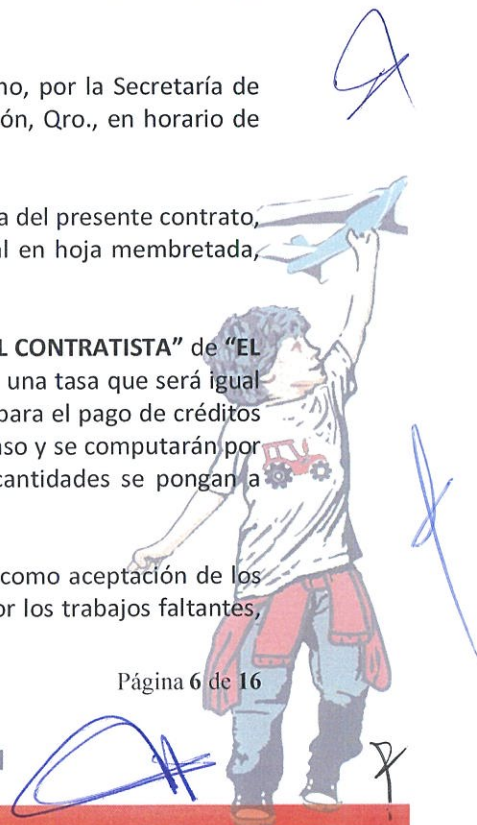 no, por la Secretaría de
ón, Qro., en horario de
a del presente contrato,
al en hoja membretada,
L CONTRATISTA" de "EL
una tasa que será igual
para el pago de créditos
so y se computarán por
cantidades se pongan a
como aceptación de los
or los trabajos faltantes,
Página 6 de 16